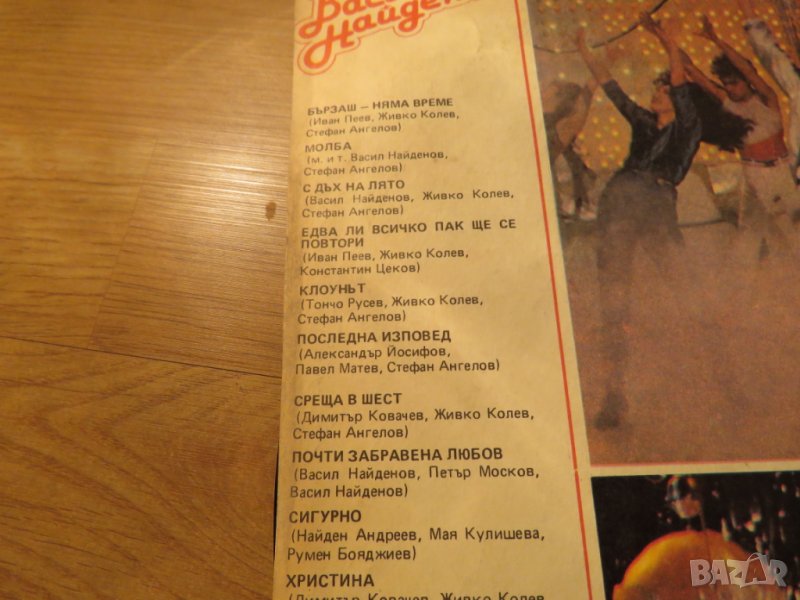 Найден
БЪРЗАШ – НЯМА ВРЕМЕ
(Иван Пеев, Живко Колев,
Стефан Ангелов)
МОЛБА
(м. и т. Васил Найденов,
Стефан Ангелов)
С ДЪХ НА ЛЯТО
(Васил Найденов, Живко Колев,
Стефан Ангелов)
ЕДВА ЛИ ВСИЧКО ПАК ЩЕ СЕ
ПОВТОРИ
(Иван Пеев, Живко Колев,
Константин Цеков)
КЛОУНЪТ
(Тончо Русев, Живко Колев,
Стефан Ангелов)
ПОСЛЕДНА ИЗПОВЕД
(Александър Йосифов,
Павел Матев, Стефан Ангелов)
СРЕЩА В ШЕСТ
(Димитър Ковачев, Живко Колев,
Стефан Ангелов)
ПОЧТИ ЗАБРАВЕНА ЛЮБОВ
(Васил Найденов, Петър Москов,
Васил Найденов)
СИГУРНО
(Найден Андреев, Мая Кулишева,
Румен Бояджиев)
ХРИСТИНА
(Димитър Ковачев, Живко Колев,
BAZAR